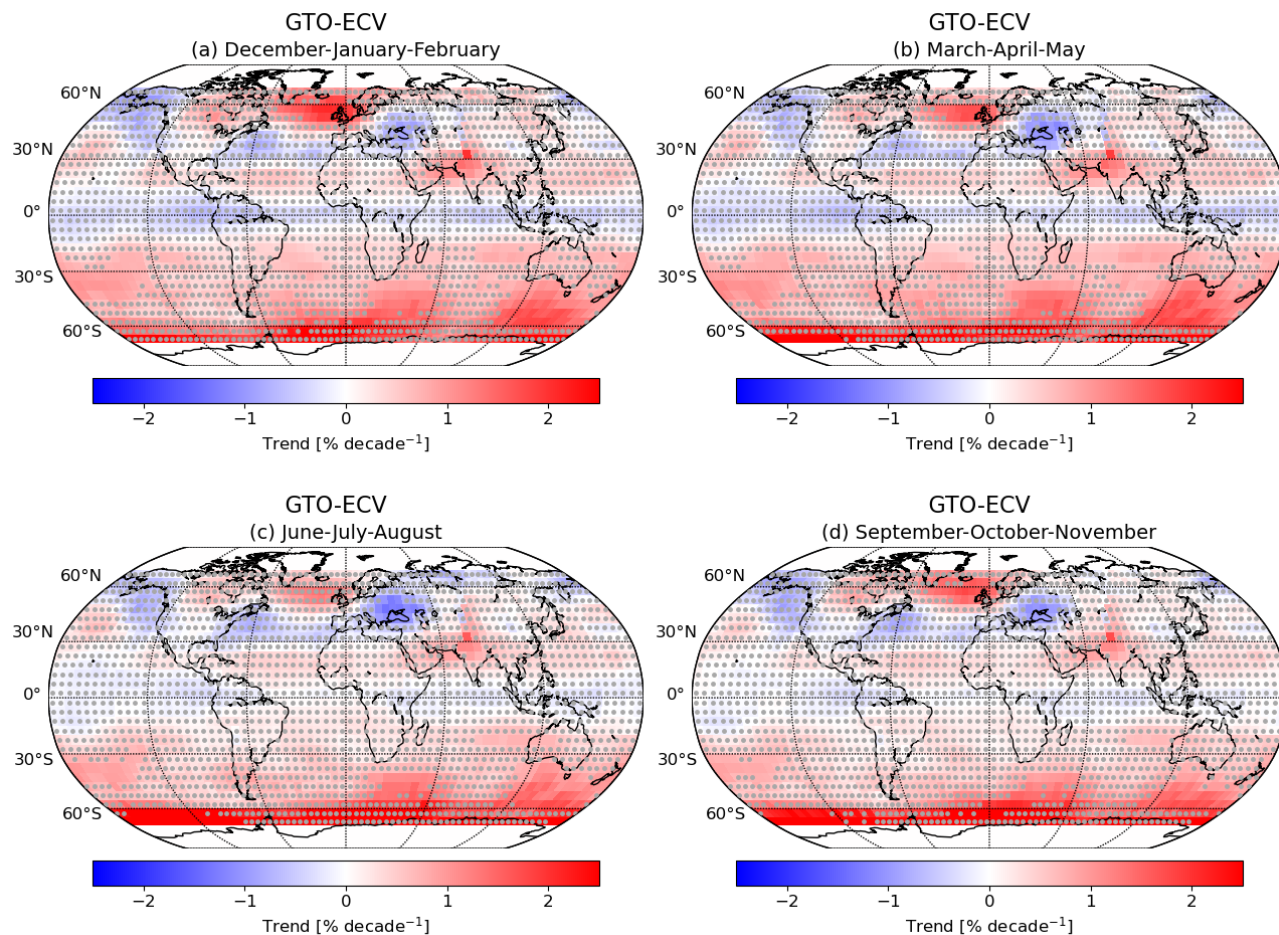 GTO-ECV
(a) December-January-February
60°N
30°N
0°
30°S
60°S
−2 −1 0 1 2
Trend [% decade⁻¹]
GTO-ECV
(b) March-April-May
60°N
30°N
0°
30°S
60°S
−2 −1 0 1 2
Trend [% decade⁻¹]
GTO-ECV
(c) June-July-August
60°N
30°N
0°
30°S
60°S
−2 −1 0 1 2
Trend [% decade⁻¹]
GTO-ECV
(d) September-October-November
60°N
30°N
0°
30°S
60°S
−2 −1 0 1 2
Trend [% decade⁻¹]